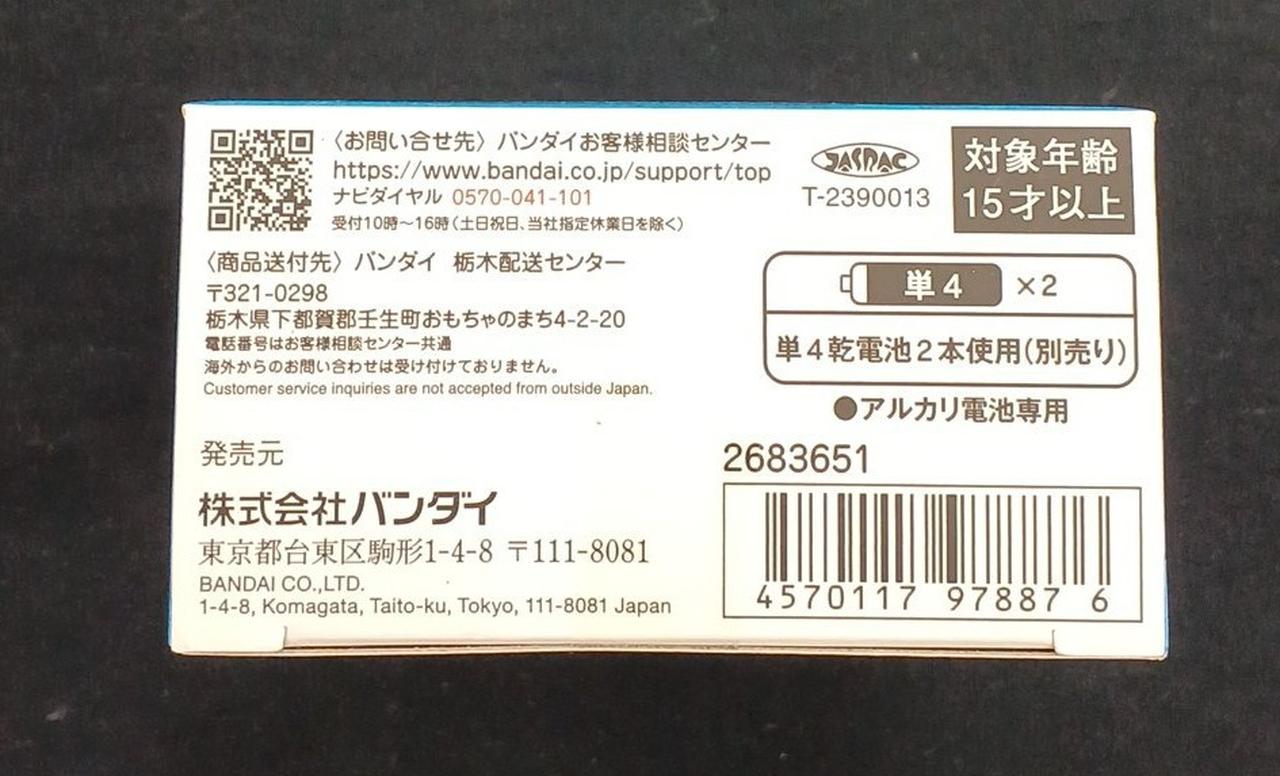 〈お問い合せ先〉バンダイお客様相談センター
https://www.bandai.co.jp/support/top
ナビダイヤル 0570-041-101
受付10時～16時(土日祝日、当社指定休業日を除く)
JASRAC
T-2390013
対象年齢
15才以上
〈商品送付先〉バンダイ 栃木配送センター
〒321-0298
栃木県下都賀郡壬生町おもちゃのまち4-2-20
電話番号はお客様相談センター共通
海外からのお問い合わせは受け付けておりません。
Customer service inquiries are not accepted from outside Japan.
単4 ×2
単4乾電池2本使用(別売り)
●アルカリ電池専用
発売元
株式会社バンダイ
東京都台東区駒形1-4-8 〒111-8081
BANDAI CO.,LTD.
1-4-8, Komagata, Taito-ku, Tokyo, 111-8081 Japan
2683651
4570117 97887 6